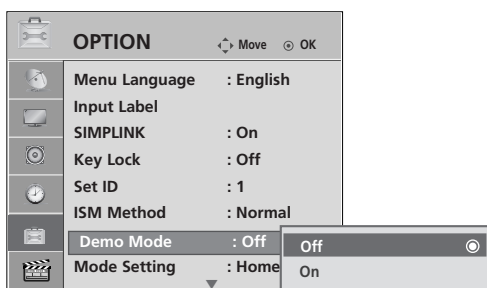 OPTION
Move OK
Menu Language : English
Input Label
SIMPLINK : On
Key Lock : Off
Set ID : 1
ISM Method : Normal
Demo Mode : Off
Mode Setting : Home
Off
On